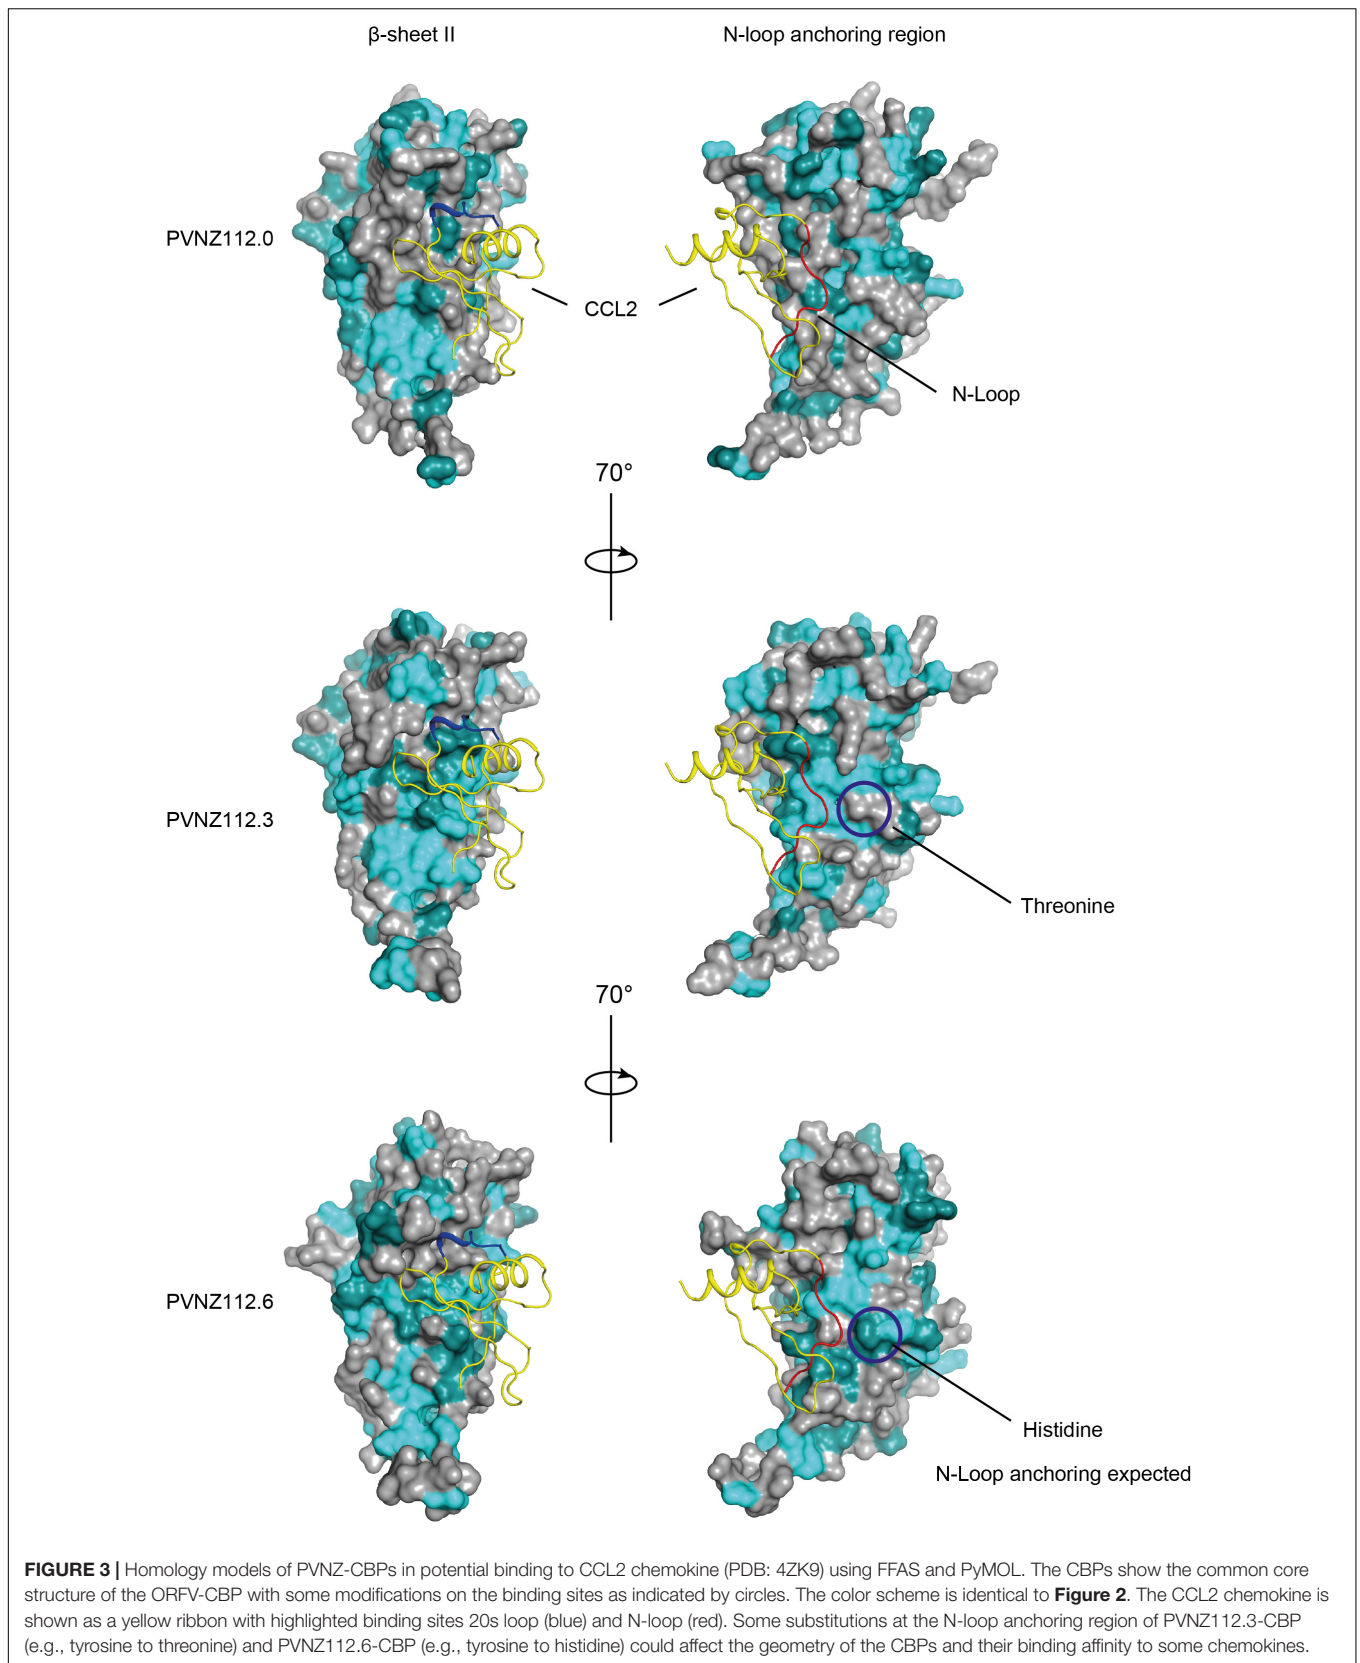 β-sheet II
N-loop anchoring region
PVNZ112.0
CCL2
N-Loop
70°
PVNZ112.3
Threonine
70°
PVNZ112.6
Histidine
N-Loop anchoring expected
FIGURE 3 | Homology models of PVNZ-CBPs in potential binding to CCL2 chemokine (PDB: 4ZK9) using FFAS and PyMOL. The CBPs show the common core
structure of the ORFV-CBP with some modifications on the binding sites as indicated by circles. The color scheme is identical to Figure 2. The CCL2 chemokine is
shown as a yellow ribbon with highlighted binding sites 20s loop (blue) and N-loop (red). Some substitutions at the N-loop anchoring region of PVNZ112.3-CBP
(e.g., tyrosine to threonine) and PVNZ112.6-CBP (e.g., tyrosine to histidine) could affect the geometry of the CBPs and their binding affinity to some chemokines.